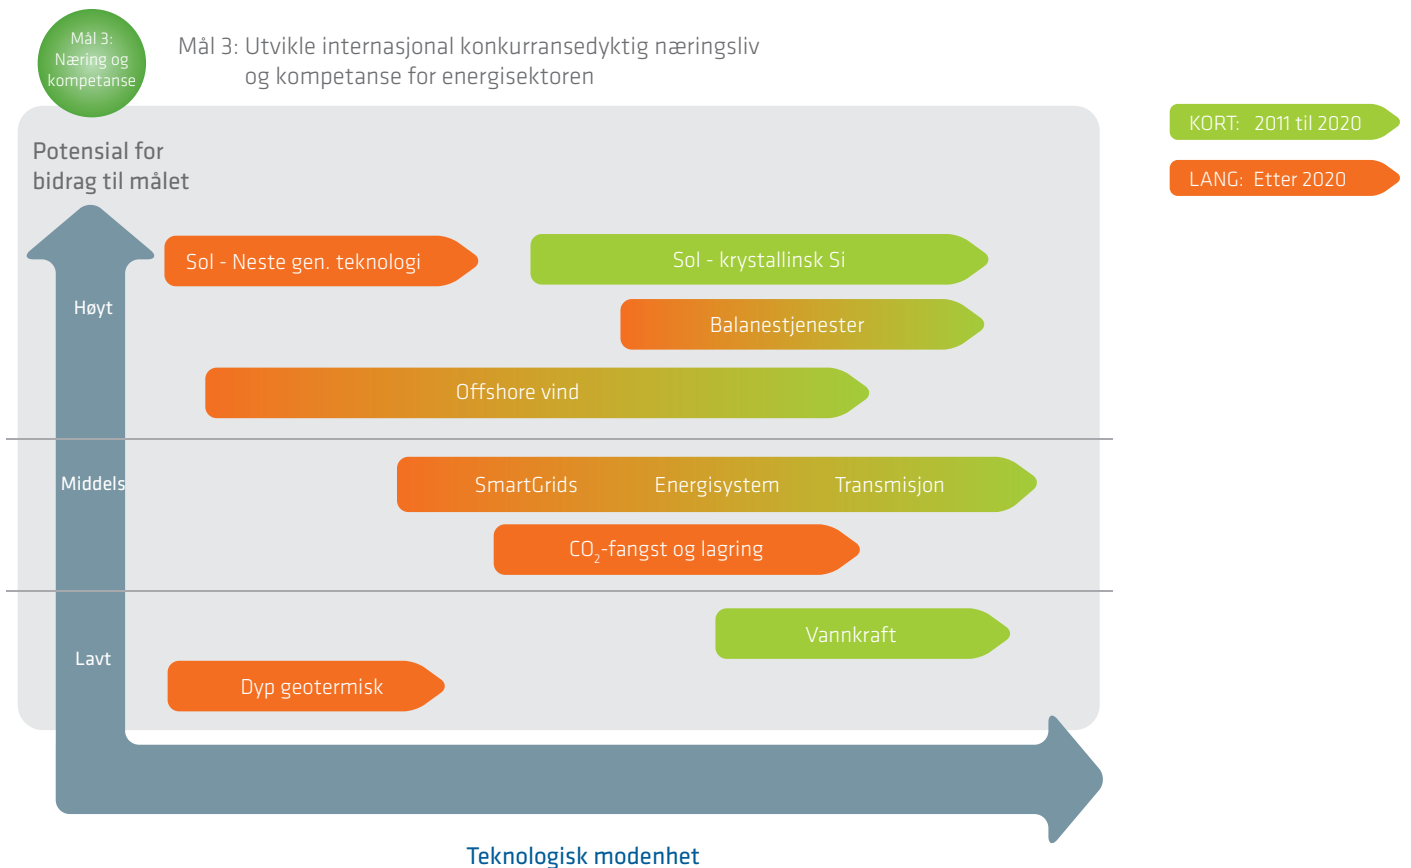 Mål 3:
Næring og
kompetanse
Mål 3: Utvikle internasjonal konkurransedyktig næringsliv
og kompetanse for energisektoren
KORT: 2011 til 2020
LANG: Etter 2020
Potensial for
bidrag til målet
Høyt
Sol - Neste gen. teknologi
Sol - krystallinsk Si
Balanestjenester
Offshore vind
Middels
SmartGrids Energisystem Transmisjon
CO₂-fangst og lagring
Lavt
Vannkraft
Dyp geotermisk
Teknologisk modenhet